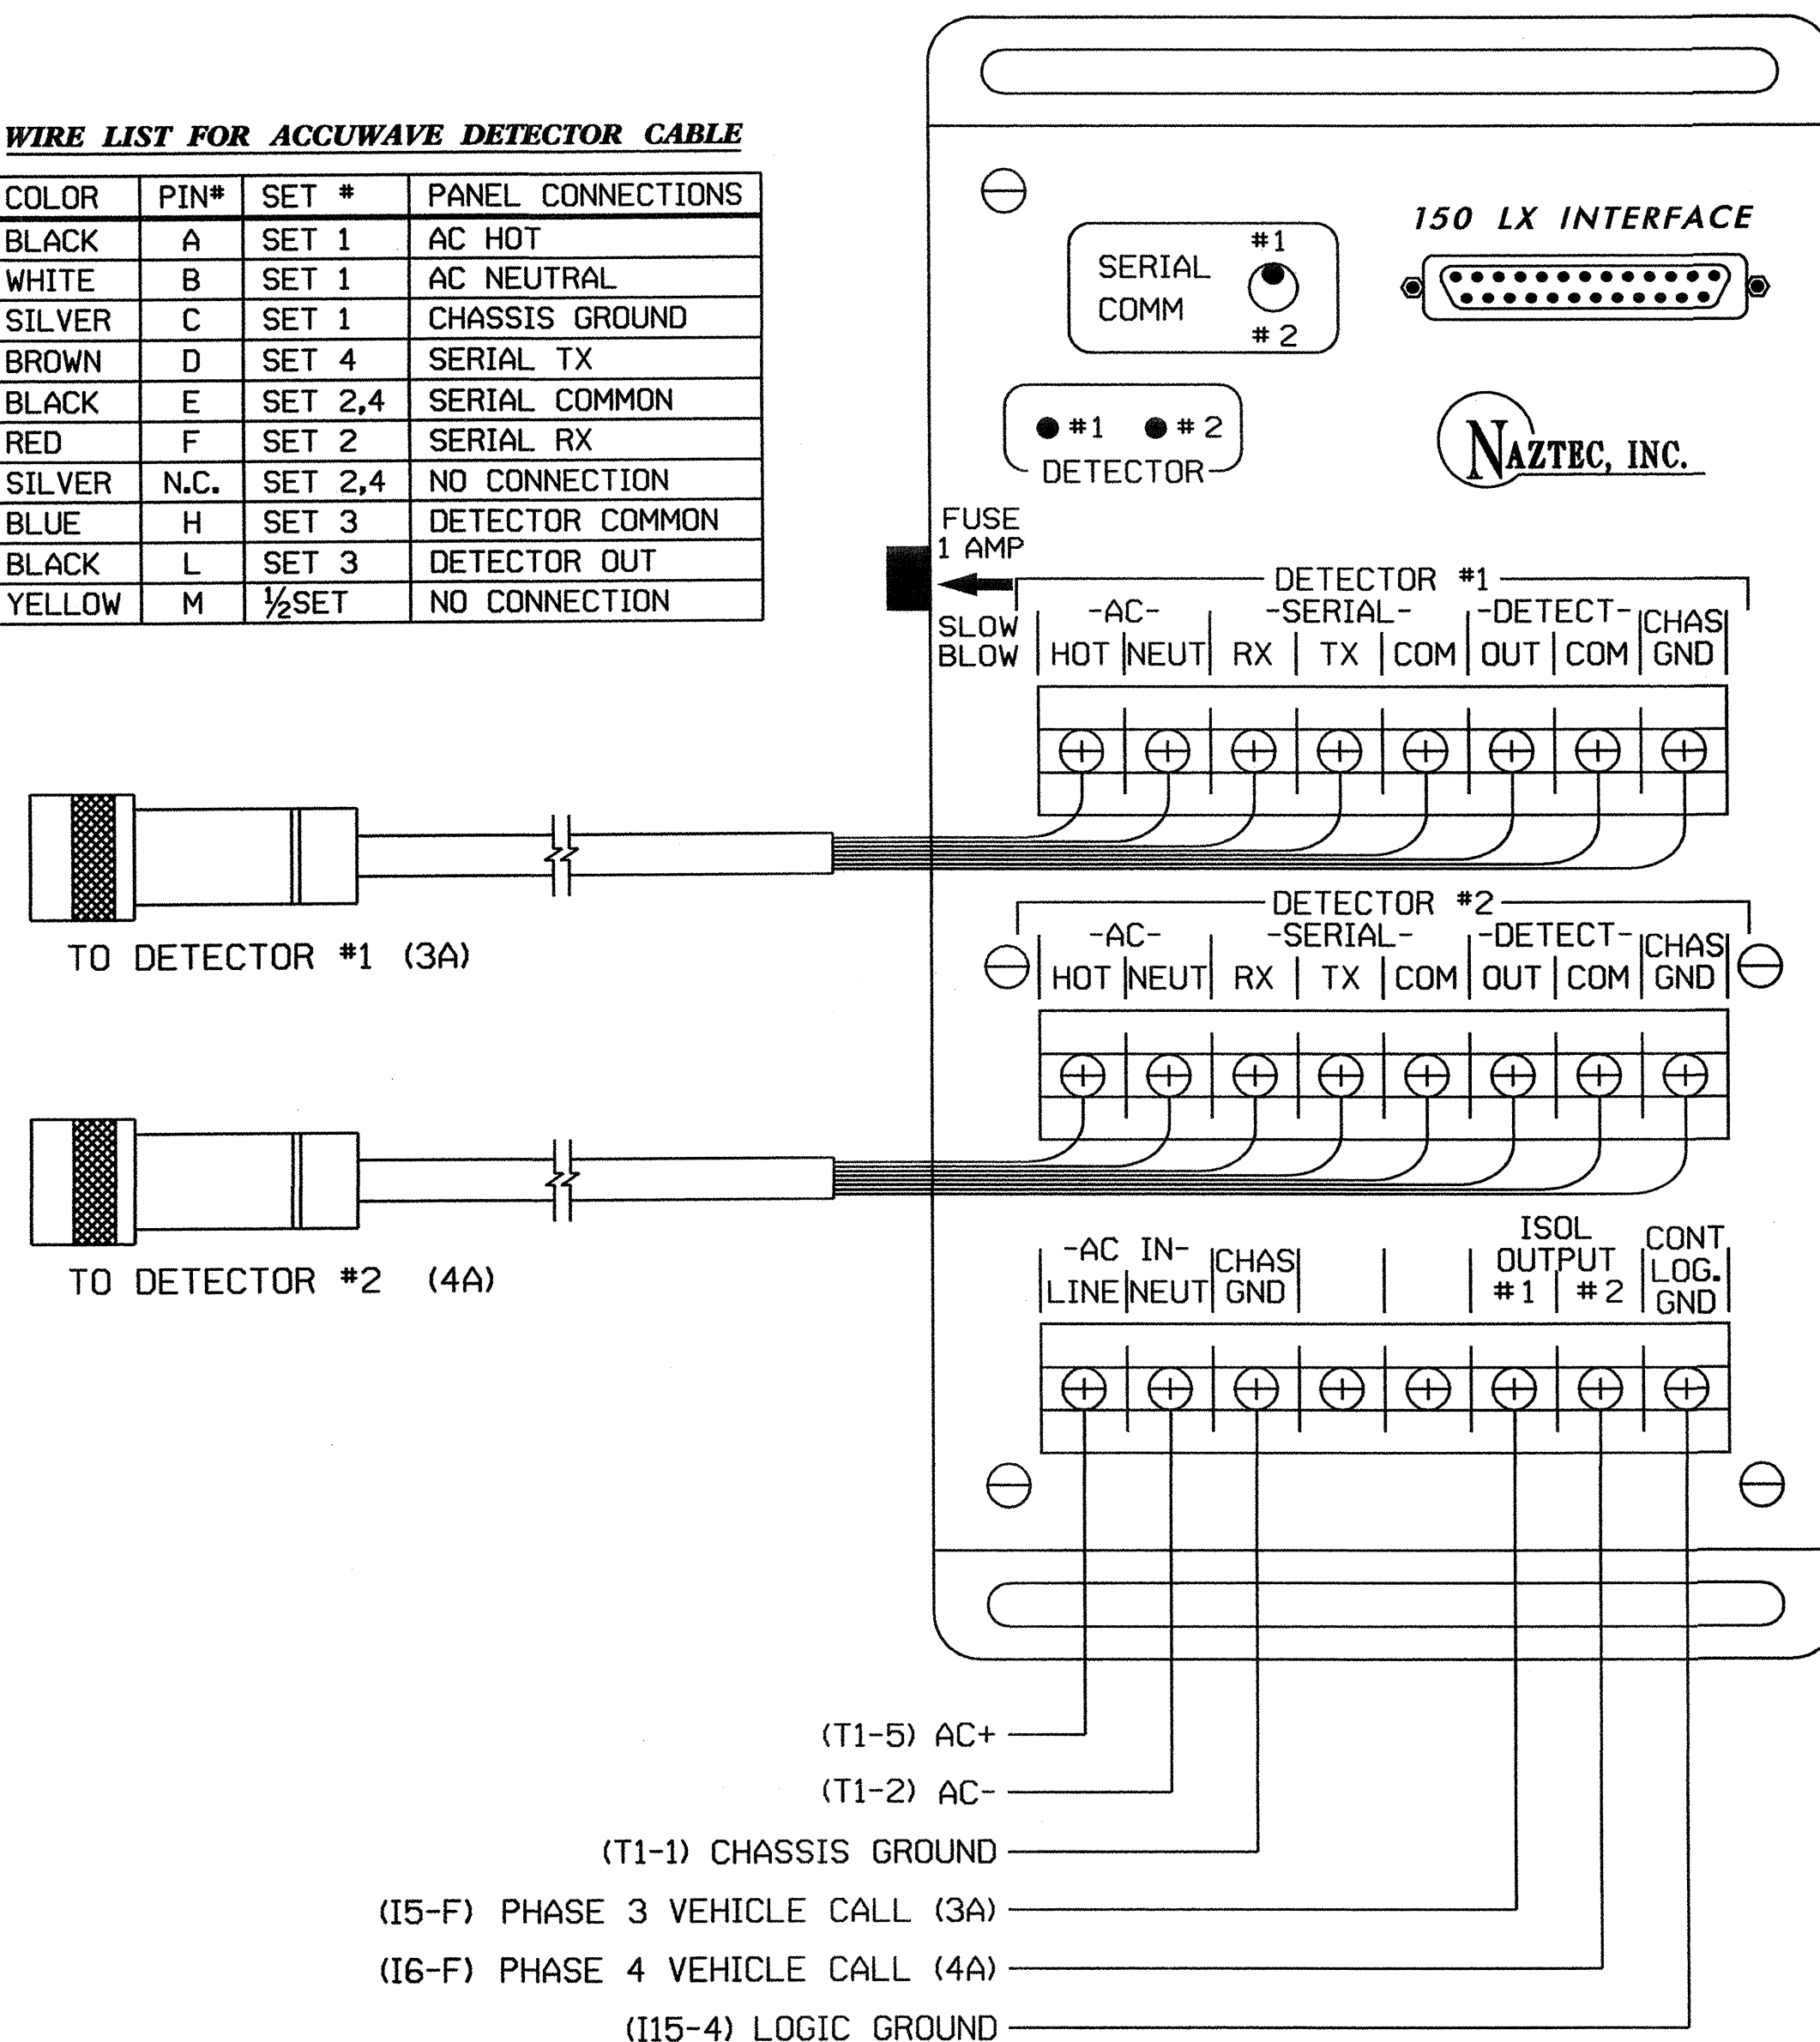 WIRE LIST FOR ACCUWAVE DETECTOR CABLE
COLOR PIN# SET # PANEL CONNECTIONS
BLACK A SET 1 AC HOT
WHITE B SET 1 AC NEUTRAL
SILVER C SET 1 CHASSIS GROUND
BROWN D SET 4 SERIAL TX
BLACK E SET 2,4 SERIAL COMMON
RED F SET 2 SERIAL RX
SILVER N.C. SET 2,4 NO CONNECTION
BLUE H SET 3 DETECTOR COMMON
BLACK L SET 3 DETECTOR OUT
YELLOW M ½SET NO CONNECTION
150 LX INTERFACE
SERIAL
COMM
#1
#2
#1 #2
DETECTOR
NAZTEC, INC.
FUSE
1 AMP
SLOW
BLOW
DETECTOR #1
-AC- -SERIAL- -DETECT- CHAS
HOT NEUT RX TX COM OUT COM GND
TO DETECTOR #1 (3A)
DETECTOR #2
-AC- -SERIAL- -DETECT- CHAS
HOT NEUT RX TX COM OUT COM GND
TO DETECTOR #2 (4A)
-AC IN-
LINE NEUT
CHAS
GND
ISOL
OUTPUT
#1 #2
CONT
LOG.
GND
(T1-5) AC+
(T1-2) AC-
(T1-1) CHASSIS GROUND
(I5-F) PHASE 3 VEHICLE CALL (3A)
(I6-F) PHASE 4 VEHICLE CALL (4A)
(I15-4) LOGIC GROUND